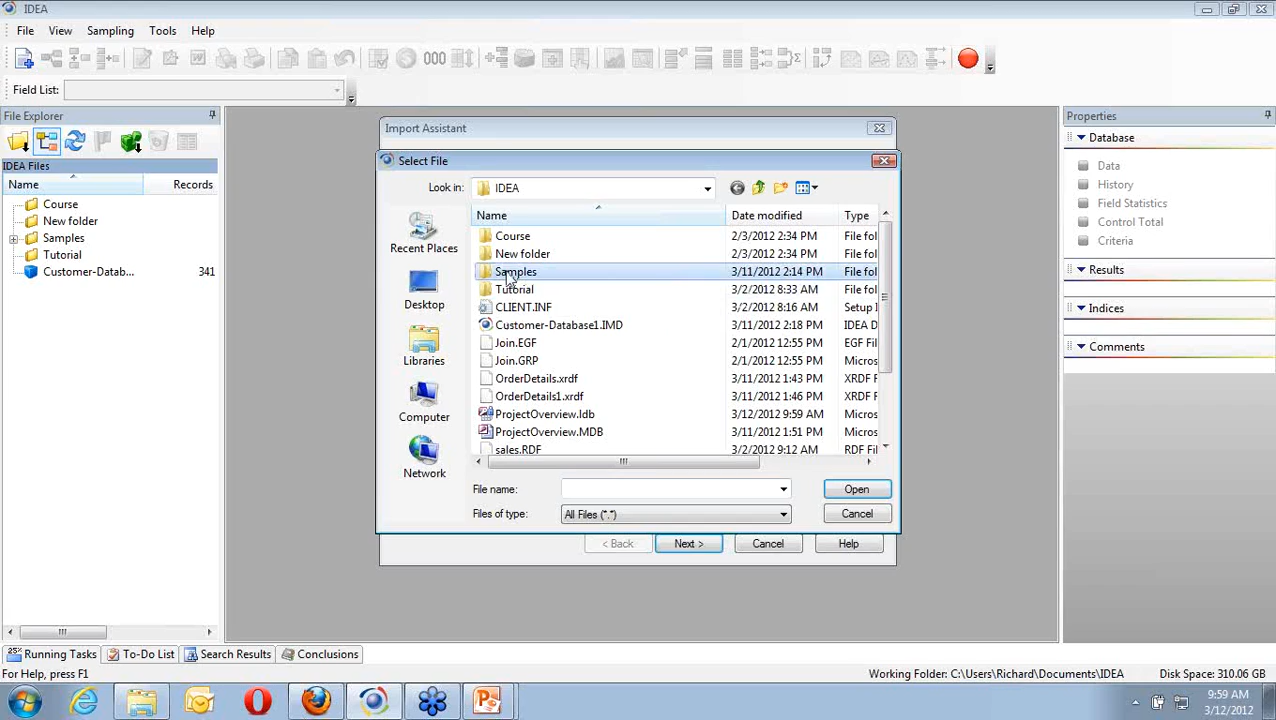 IDEA
File View Sampling Tools Help
Field List:
File Explorer
IDEA Files
Name Records
Course
New folder
Samples
Tutorial
Customer-Datab... 341
Import Assistant
Select File
Look in: IDEA
Name Date modified Type
Course 2/3/2012 2:34 PM File fol
New folder 2/3/2012 2:34 PM File fol
Samples 3/11/2012 2:14 PM File fol
Tutorial 3/2/2012 8:33 AM File fol
CLIENT.INF 3/2/2012 8:16 AM Setup I
Customer-Database1.IMD 3/11/2012 2:18 PM IDEA D
Join.EGF 2/1/2012 12:55 PM EGF Fil
Join.GRP 2/1/2012 12:55 PM Micros
OrderDetails.xrdf 3/11/2012 1:43 PM XRDF F
OrderDetails1.xrdf 3/11/2012 1:46 PM XRDF F
ProjectOverview.ldb 3/12/2012 9:59 AM Micros
ProjectOverview.MDB 3/11/2012 1:51 PM Micros
sales.RDF 3/2/2012 9:12 AM RDF Fil
Recent Places
Desktop
Libraries
Computer
Network
File name: Open
Files of type: All Files (*.*) Cancel
< Back Next > Cancel Help
Properties
Database
Data
History
Field Statistics
Control Total
Criteria
Results
Indices
Comments
Running Tasks To-Do List Search Results Conclusions
For Help, press F1 Working Folder: C:\Users\Richard\Documents\IDEA Disk Space: 310.06 GB
9:59 AM
3/12/2012